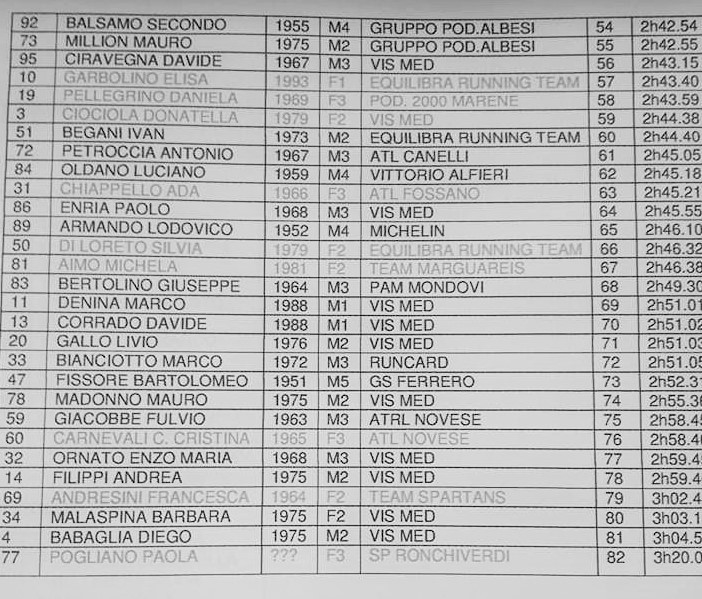 92 BALSAMO SECONDO 1955 M4 GRUPPO POD.ALBESI 54 2h42.54
73 MILLION MAURO 1975 M2 GRUPPO POD.ALBESI 55 2h42.55
95 CIRAVEGNA DAVIDE 1967 M3 VIS MED 56 2h43.15
10 GARBOLINO ELISA 1993 F1 EQUILIBRA RUNNING TEAM 57 2h43.40
19 PELLEGRINO DANIELA 1969 F3 POD. 2000 MARENE 58 2h43.59
3 CIOCIOLA DONATELLA 1979 F2 VIS MED 59 2h44.38
51 BEGANI IVAN 1973 M2 EQUILIBRA RUNNING TEAM 60 2h44.40
72 PETROCCIA ANTONIO 1967 M3 ATL CANELLI 61 2h45.05
84 OLDANO LUCIANO 1959 M4 VITTORIO ALFIERI 62 2h45.18
31 CHIAPPELLO ADA 1966 F3 ATL FOSSANO 63 2h45.21
86 ENRIA PAOLO 1968 M3 VIS MED 64 2h45.55
89 ARMANDO LODOVICO 1952 M4 MICHELIN 65 2h46.10
50 DI LORETO SILVIA 1979 F2 EQUILIBRA RUNNING TEAM 66 2h46.32
81 AIMO MICHELA 1981 F2 TEAM MARGUAREIS 67 2h46.38
83 BERTOLINO GIUSEPPE 1964 M3 PAM MONDOVI 68 2h49.30
11 DENINA MARCO 1988 M1 VIS MED 69 2h51.01
13 CORRADO DAVIDE 1988 M1 VIS MED 70 2h51.02
20 GALLO LIVIO 1976 M2 VIS MED 71 2h51.03
33 BIANCIOTTO MARCO 1972 M3 RUNCARD 72 2h51.05
47 FISSORE BARTOLOMEO 1951 M5 GS FERRERO 73 2h52.31
78 MADONNO MAURO 1975 M2 VIS MED 74 2h55.36
59 GIACOBBE FULVIO 1963 M3 ATRL NOVESE 75 2h58.45
60 CARNEVALI C. CRISTINA 1965 F3 ATL NOVESE 76 2h58.46
32 ORNATO ENZO MARIA 1968 M3 VIS MED 77 2h59.4
14 FILIPPI ANDREA 1975 M2 VIS MED 78 2h59.4
69 ANDRESINI FRANCESCA 1964 F2 TEAM SPARTANS 79 3h02.4
34 MALASPINA BARBARA 1975 F2 VIS MED 80 3h03.1
4 BABAGLIA DIEGO 1975 M2 VIS MED 81 3h04.5
77 POGLIANO PAOLA ??? F3 SP RONCHIVERDI 82 3h20.0